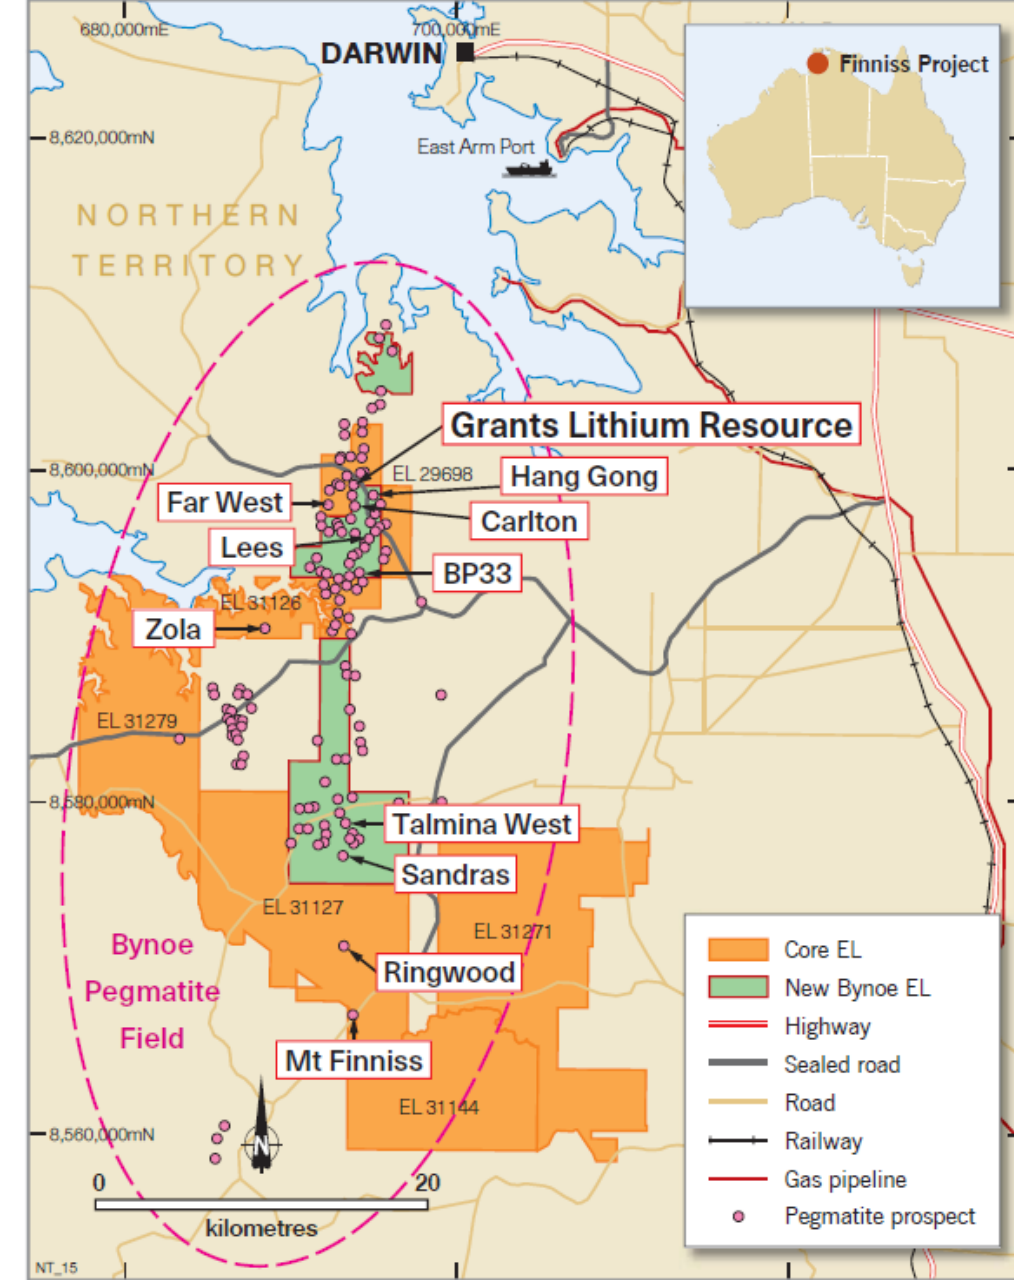 680,000mE
700,000mE
DARWIN
Finniss Project
8,620,000mN
East Arm Port
NORTHERN
TERRITORY
Grants Lithium Resource
8,600,000mN
EL 29698
Hang Gong
Far West
Carlton
Lees
BP33
EL 31126
Zola
EL 31279
8,580,000mN
Talmina West
Sandras
EL 31127
EL 31271
Bynoe
Pegmatite
Field
Ringwood
Mt Finniss
EL 31144
8,560,000mN
N
0 20
kilometres
NT_15
Core EL
New Bynoe EL
Highway
Sealed road
Road
Railway
Gas pipeline
Pegmatite prospect